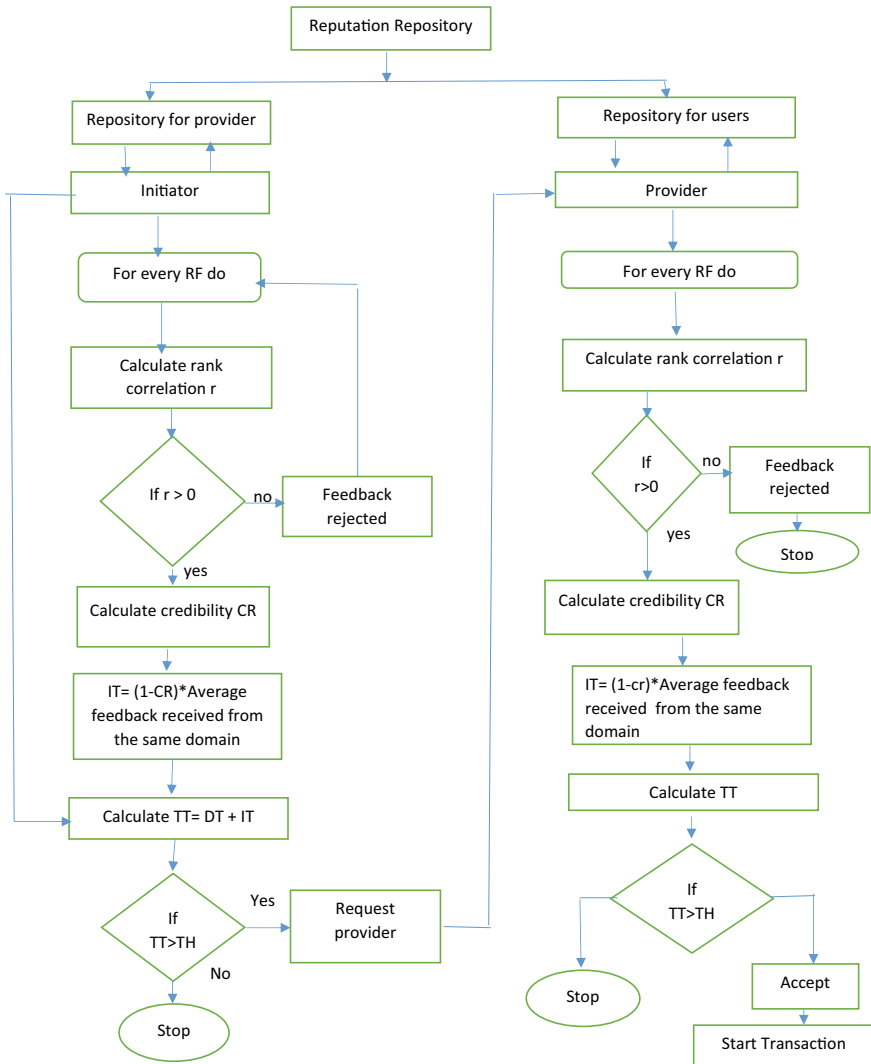 Reputation Repository
Repository for provider
Initiator
For every RF do
Calculate rank
correlation r
If r > 0
no
Feedback
rejected
yes
Calculate credibility CR
IT= (1-CR)*Average
feedback received from
the same domain
Calculate TT= DT + IT
If
TT>TH
Yes
Request
provider
No
Stop
Repository for users
Provider
For every RF do
Calculate rank correlation r
If
r>0
no
Feedback
rejected
Stop
yes
Calculate credibility CR
IT= (1-cr)*Average feedback
received from the same
domain
Calculate TT
If
TT>TH
Stop
Accept
Start Transaction